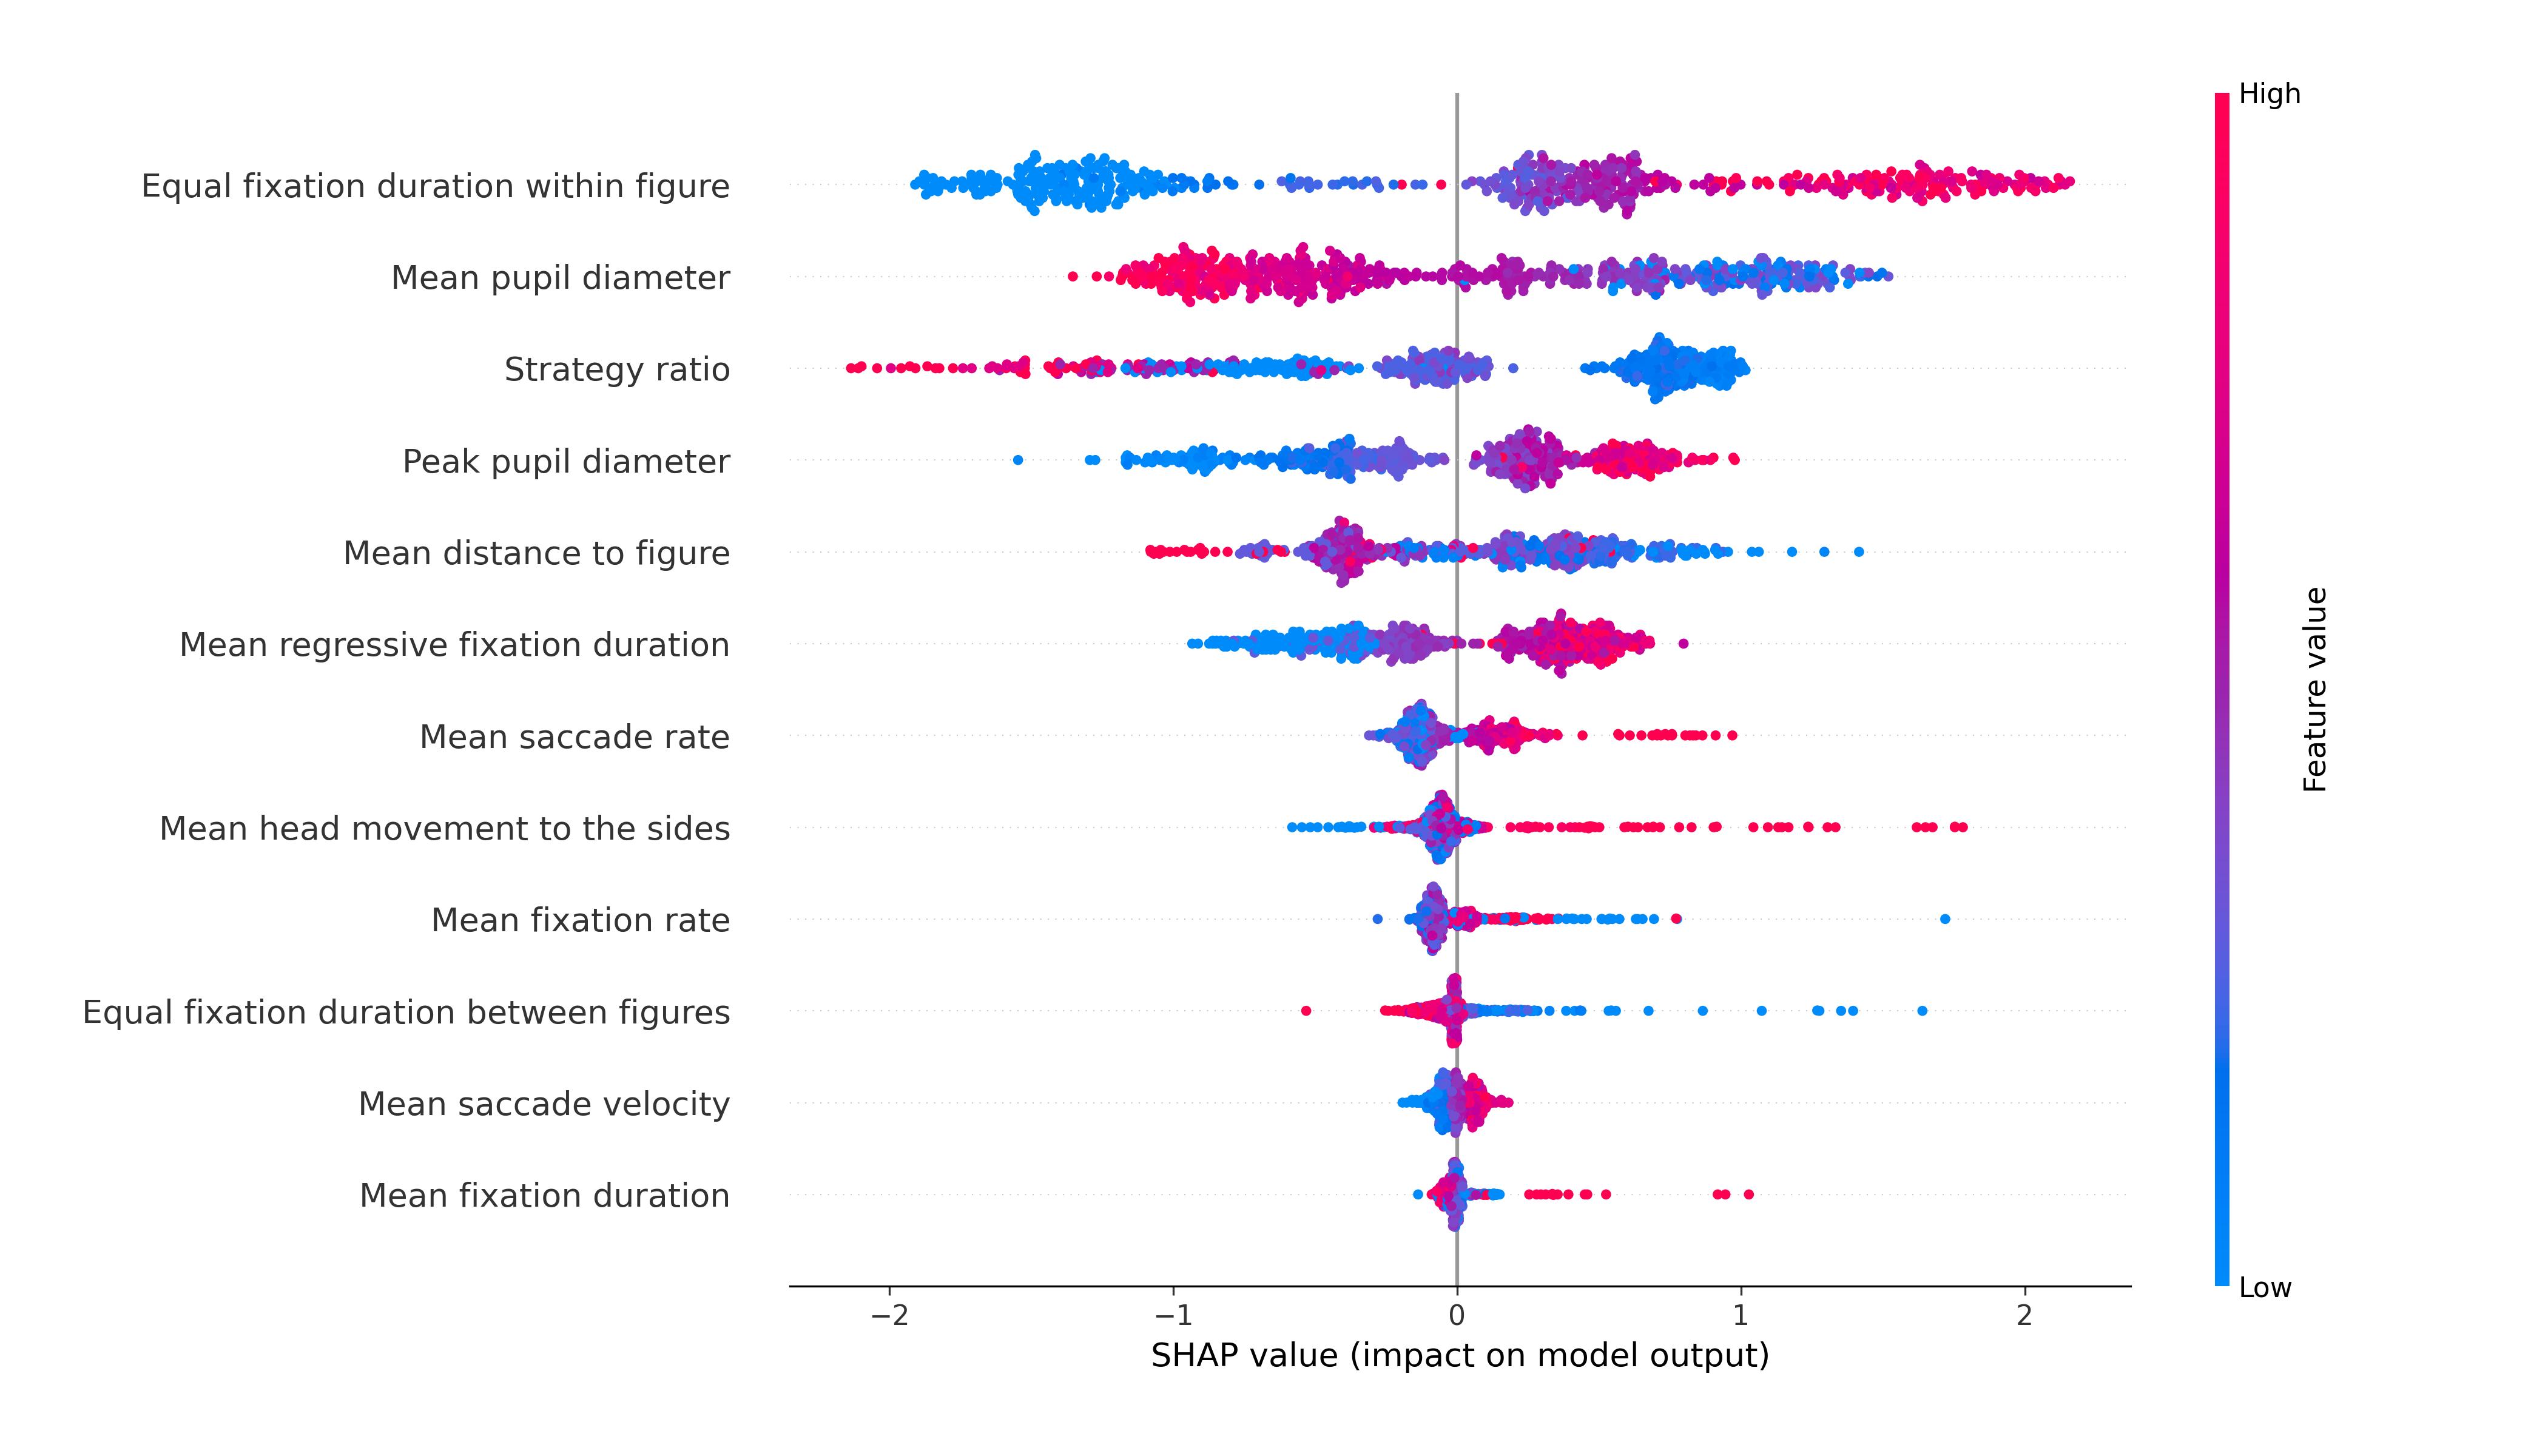 High
Equal fixation duration within figure
Mean pupil diameter
Strategy ratio
Peak pupil diameter
Mean distance to figure
Mean regressive fixation duration
Mean saccade rate
Mean head movement to the sides
Mean fixation rate
Equal fixation duration between figures
Mean saccade velocity
Mean fixation duration
Feature value
Low
−2 −1 0 1 2
SHAP value (impact on model output)